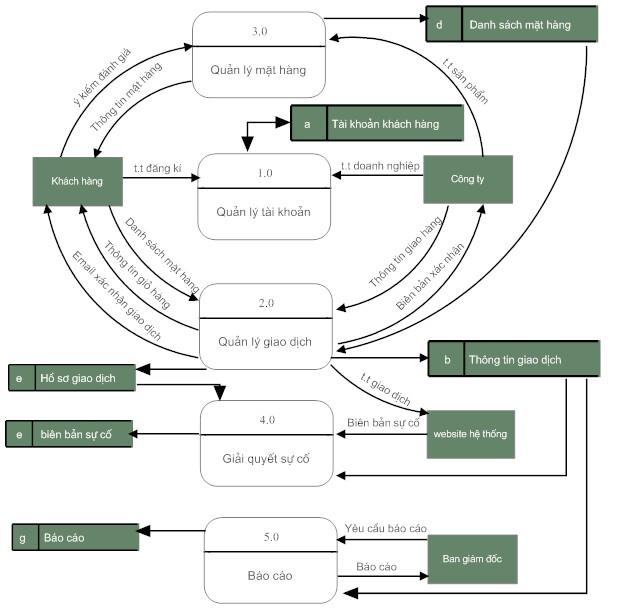 3.0
Quản lý mặt hàng
d Danh sách mặt hàng
ý kiếm đánh giá
Thông tin mặt hàng
t.t sản phẩm
a Tài khoản khách hàng
Khách hàng
t.t đăng kí
1.0
Quản lý tài khoản
t.t doanh nghiệp
Công ty
Danh sách mặt hàng
Thông tin giỏ hàng
Email xác nhận giao dịch
Thông tin giao hàng
Biên bản xác nhận
2.0
Quản lý giao dịch
b Thông tin giao dịch
e Hồ sơ giao dịch
t.t giao dịch
4.0
Giải quyết sự cố
e biên bản sự cố
Biên bản sự cố
website hệ thống
g Báo cáo
5.0
Báo cáo
Yêu cầu báo cáo
Báo cáo
Ban giám đốc